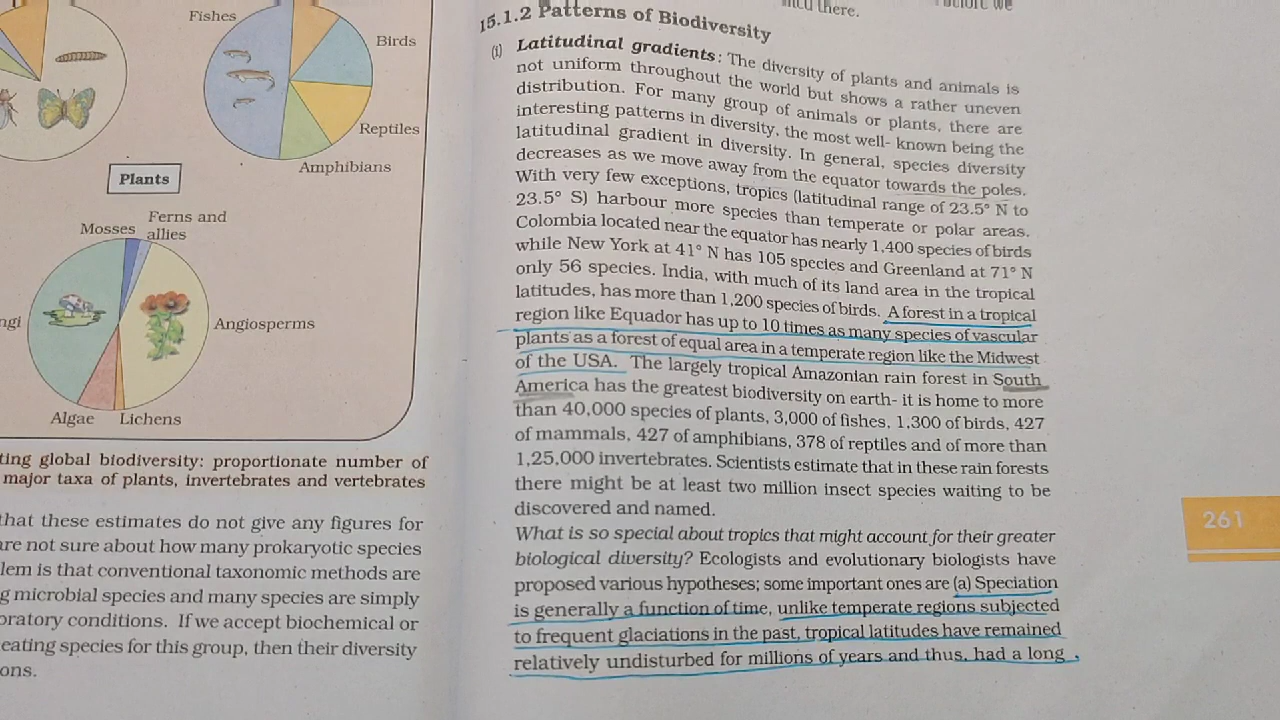 Fishes
Birds
Reptiles
Amphibians
Plants
Mosses
Ferns and
allies
ngi
Angiosperms
Algae
Lichens
ting global biodiversity: proportionate number of
major taxa of plants, invertebrates and vertebrates
that these estimates do not give any figures for
are not sure about how many prokaryotic species
lem is that conventional taxonomic methods are
g microbial species and many species are simply
oratory conditions. If we accept biochemical or
eating species for this group, then their diversity
ons.
there.
15.1.2 Patterns of Biodiversity
(i) Latitudinal gradients: The diversity of plants and animals is
not uniform throughout the world but shows a rather uneven
distribution. For many group of animals or plants, there are
interesting patterns in diversity, the most well- known being the
latitudinal gradient in diversity. In general, species diversity
decreases as we move away from the equator towards the poles.
With very few exceptions, tropics (latitudinal range of 23.5° N to
23.5° S) harbour more species than temperate or polar areas.
Colombia located near the equator has nearly 1,400 species of birds
while New York at 41° N has 105 species and Greenland at 71° N
only 56 species. India, with much of its land area in the tropical
latitudes, has more than 1,200 species of birds. A forest in a tropical
region like Equador has up to 10 times as many species of vascular
plants as a forest of equal area in a temperate region like the Midwest
of the USA. The largely tropical Amazonian rain forest in South
America has the greatest biodiversity on earth- it is home to more
than 40,000 species of plants, 3,000 of fishes, 1,300 of birds, 427
of mammals, 427 of amphibians, 378 of reptiles and of more than
1,25,000 invertebrates. Scientists estimate that in these rain forests
there might be at least two million insect species waiting to be
discovered and named.
What is so special about tropics that might account for their greater
biological diversity? Ecologists and evolutionary biologists have
proposed various hypotheses; some important ones are (a) Speciation
is generally a function of time, unlike temperate regions subjected
to frequent glaciations in the past, tropical latitudes have remained
relatively undisturbed for millions of years and thus, had a long
261